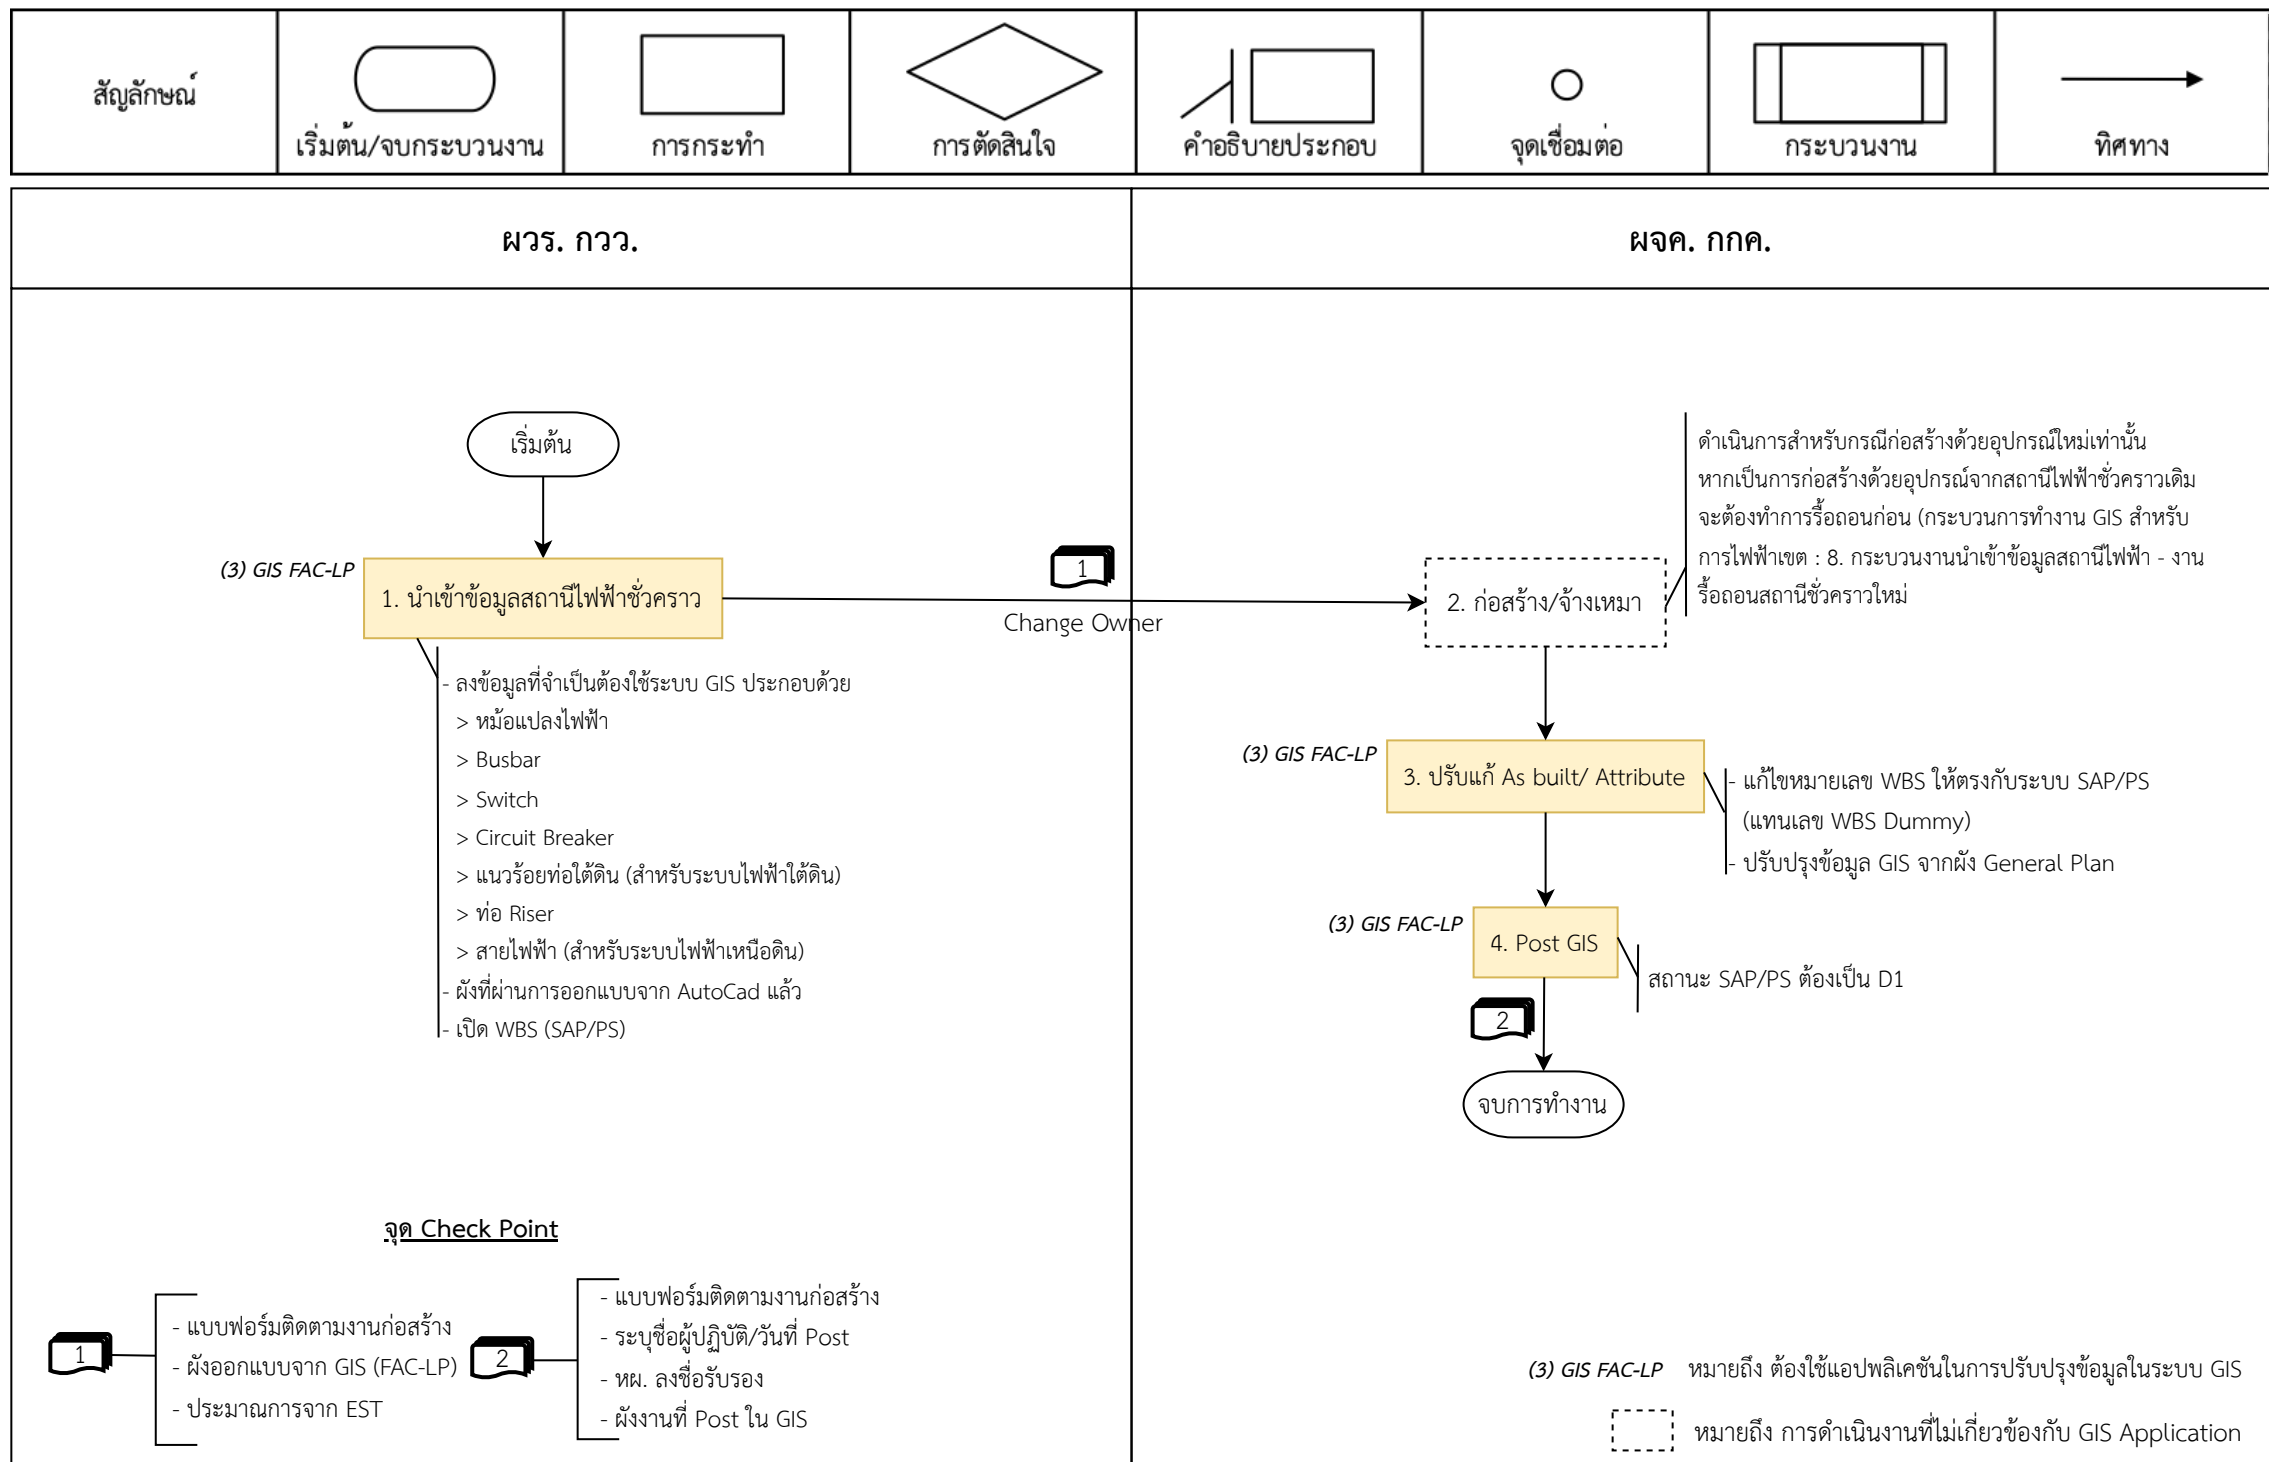 สัญลักษณ์
เริ่มต้น/จบกระบวนงาน
การกระทำ
การตัดสินใจ
คำอธิบายประกอบ
จุดเชื่อมต่อ
กระบวนงาน
ทิศทาง
ผวร. กวว.
ผจค. กกค.
เริ่มต้น
(3) GIS FAC-LP
1. นำเข้าข้อมูลสถานีไฟฟ้าชั่วคราว
- ลงข้อมูลที่จำเป็นต้องใช้ระบบ GIS ประกอบด้วย
> หม้อแปลงไฟฟ้า
> Busbar
> Switch
> Circuit Breaker
> แนวร้อยท่อใต้ดิน (สำหรับระบบไฟฟ้าใต้ดิน)
> ท่อ Riser
> สายไฟฟ้า (สำหรับระบบไฟฟ้าเหนือดิน)
- ผังที่ผ่านการออกแบบจาก AutoCad แล้ว
- เปิด WBS (SAP/PS)
1
Change Owner
2. ก่อสร้าง/จ้างเหมา
ดำเนินการสำหรับกรณีก่อสร้างด้วยอุปกรณ์ใหม่เท่านั้น
หากเป็นการก่อสร้างด้วยอุปกรณ์จากสถานีไฟฟ้าชั่วคราวเดิม
จะต้องทำการรื้อถอนก่อน (กระบวนการทำงาน GIS สำหรับ
การไฟฟ้าเขต : 8. กระบวนงานนำเข้าข้อมูลสถานีไฟฟ้า - งาน
รื้อถอนสถานีชั่วคราวใหม่
(3) GIS FAC-LP
3. ปรับแก้ As built/ Attribute
- แก้ไขหมายเลข WBS ให้ตรงกับระบบ SAP/PS
(แทนเลข WBS Dummy)
- ปรับปรุงข้อมูล GIS จากผัง General Plan
(3) GIS FAC-LP
4. Post GIS
สถานะ SAP/PS ต้องเป็น D1
2
จบการทำงาน
จุด Check Point
1
- แบบฟอร์มติดตามงานก่อสร้าง
- ผังออกแบบจาก GIS (FAC-LP)
- ประมาณการจาก EST
2
- แบบฟอร์มติดตามงานก่อสร้าง
- ระบุชื่อผู้ปฏิบัติ/วันที่ Post
- หผ. ลงชื่อรับรอง
- ผังงานที่ Post ใน GIS
(3) GIS FAC-LP หมายถึง ต้องใช้แอปพลิเคชันในการปรับปรุงข้อมูลในระบบ GIS
หมายถึง การดำเนินงานที่ไม่เกี่ยวข้องกับ GIS Application